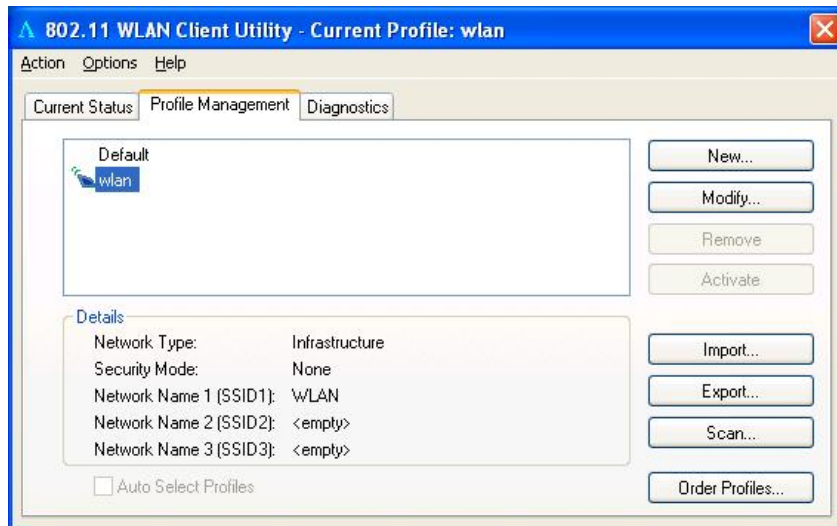 802.11 WLAN Client Utility - Current Profile: wlan
Action Options Help
Current Status Profile Management Diagnostics
Default
wlan
New...
Modify...
Remove
Activate
Details
Network Type: Infrastructure
Security Mode: None
Network Name 1 (SSID1): WLAN
Network Name 2 (SSID2): <empty>
Network Name 3 (SSID3): <empty>
Import...
Export...
Scan...
Auto Select Profiles
Order Profiles...